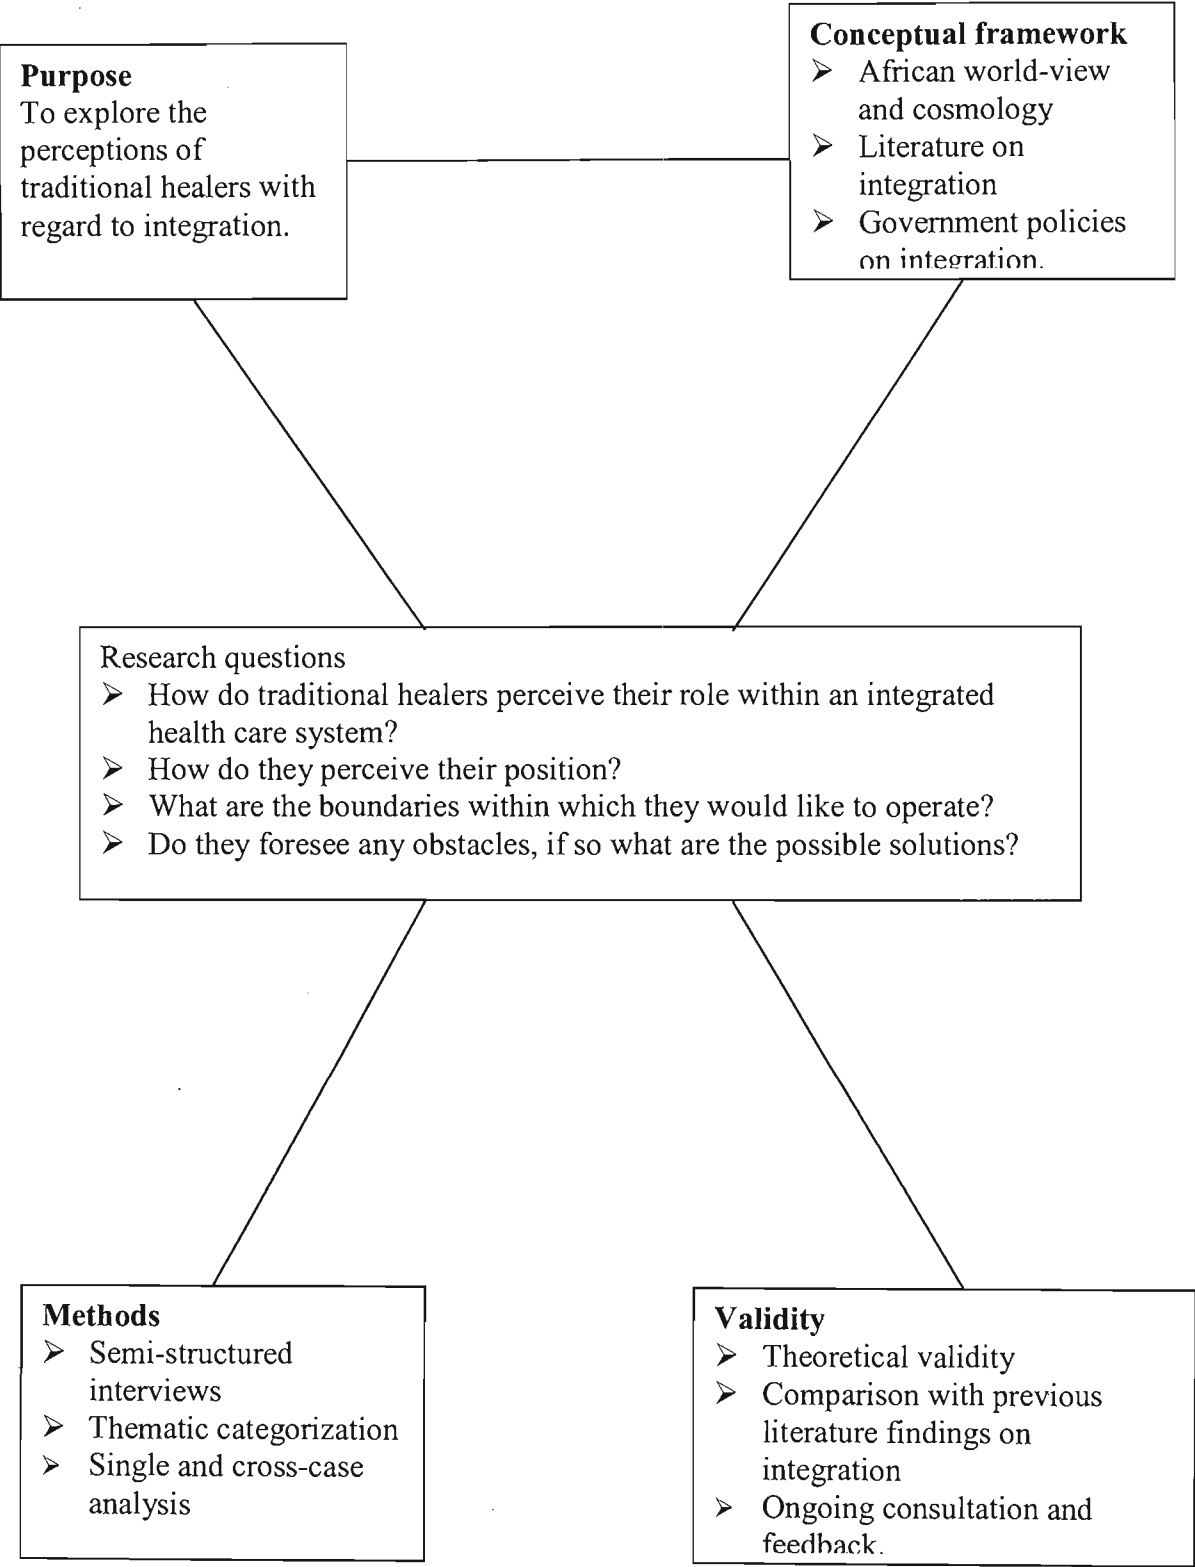 Purpose
To explore the
perceptions of
traditional healers with
regard to integration.
Conceptual framework
➢ African world-view
and cosmology
➢ Literature on
integration
➢ Government policies
on integration.
Research questions
➢ How do traditional healers perceive their role within an integrated
health care system?
➢ How do they perceive their position?
➢ What are the boundaries within which they would like to operate?
➢ Do they foresee any obstacles, if so what are the possible solutions?
Methods
➢ Semi-structured
interviews
➢ Thematic categorization
➢ Single and cross-case
analysis
Validity
➢ Theoretical validity
➢ Comparison with previous
literature findings on
integration
➢ Ongoing consultation and
feedback.